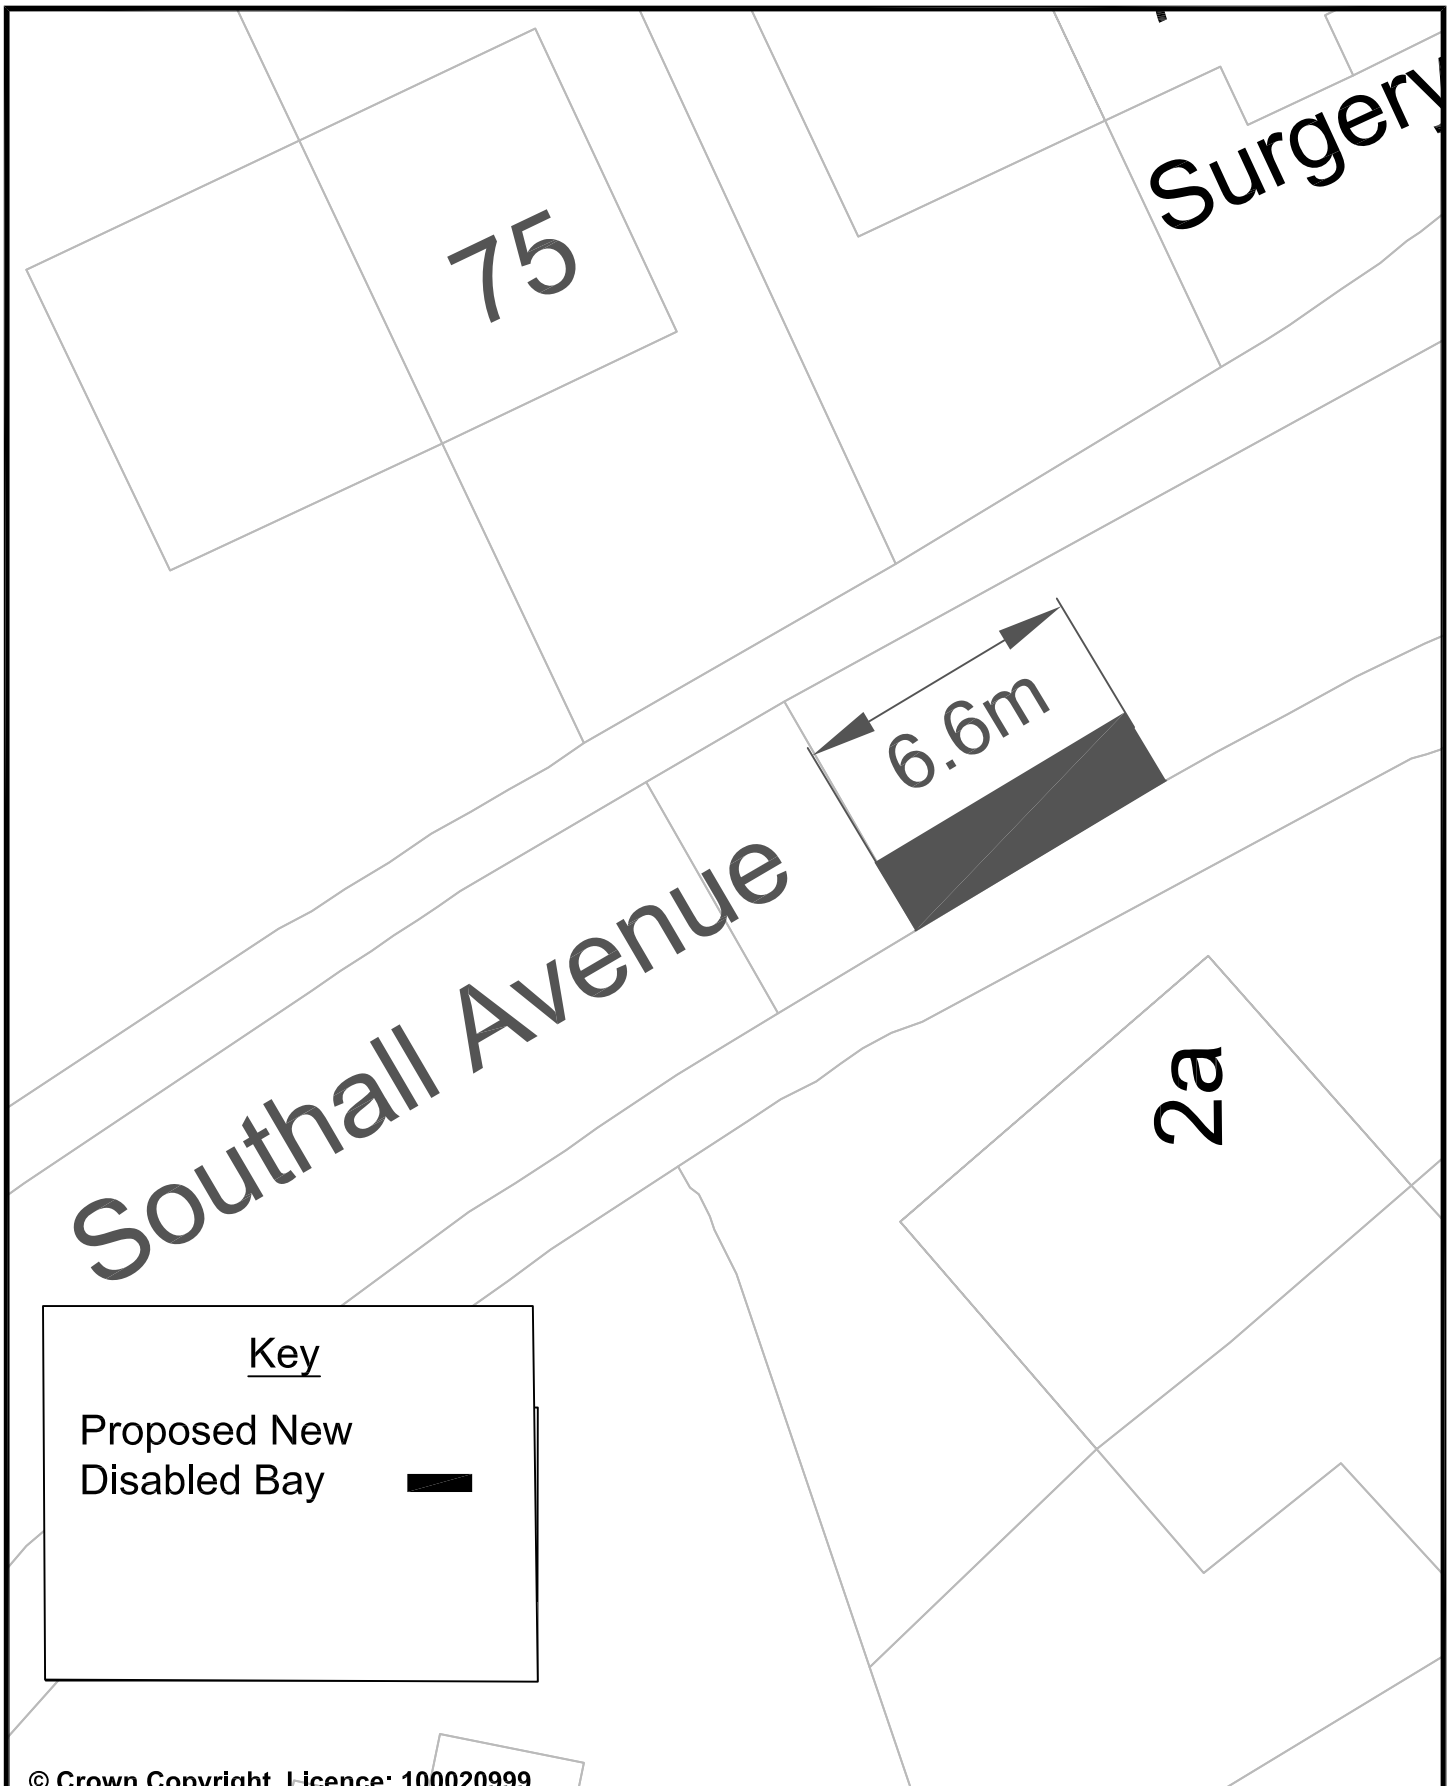 Surgery
75
6.6m
Southall Avenue
2a
Key
Proposed New
Disabled Bay
© Crown Copyright. Licence: 100020999